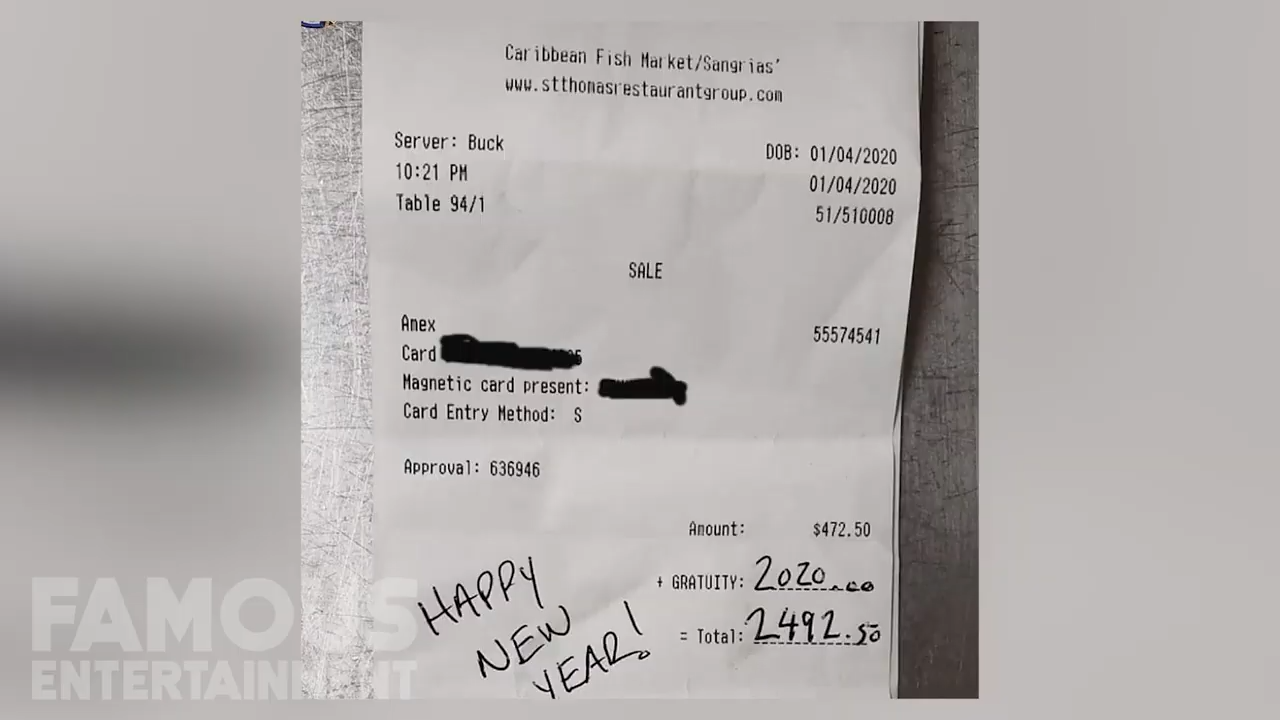 Caribbean Fish Market/Sangrias'
www.stthomasrestaurantgroup.com
Server: Buck
DOB: 01/04/2020
10:21 PM
01/04/2020
Table 94/1
51/510008
SALE
Amex
55574541
Card
Magnetic card present:
Card Entry Method: S
Approval: 636946
Amount: $472.50
+ GRATUITY: 2020.00
= Total: 2492.50
HAPPY
NEW
YEAR!
FAMOUS
ENTERTAINMENT